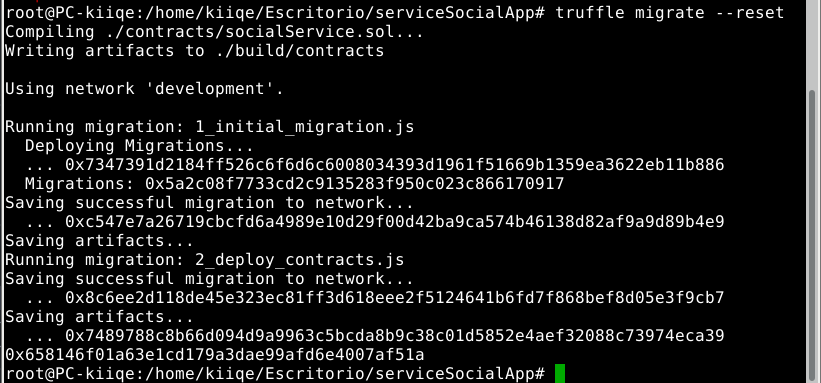 root@PC-kiiqe:/home/kiiqe/Escritorio/serviceSocialApp# truffle migrate --reset
Compiling ./contracts/socialService.sol...
Writing artifacts to ./build/contracts

Using network 'development'.

Running migration: 1_initial_migration.js
  Deploying Migrations...
  ... 0x7347391d2184ff526c6f6d6c6008034393d1961f51669b1359ea3622eb11b886
  Migrations: 0x5a2c08f7733cd2c9135283f950c023c866170917
Saving successful migration to network...
  ... 0xc547e7a26719cbcfd6a4989e10d29f00d42ba9ca574b46138d82af9a9d89b4e9
Saving artifacts...
Running migration: 2_deploy_contracts.js
Saving successful migration to network...
  ... 0x8c6ee2d118de45e323ec81ff3d618eee2f5124641b6fd7f868bef8d05e3f9cb7
Saving artifacts...
  ... 0x7489788c8b66d094d9a9963c5bcda8b9c38c01d5852e4aef32088c73974eca39
0x658146f01a63e1cd179a3dae99afd6e4007af51a
root@PC-kiiqe:/home/kiiqe/Escritorio/serviceSocialApp#